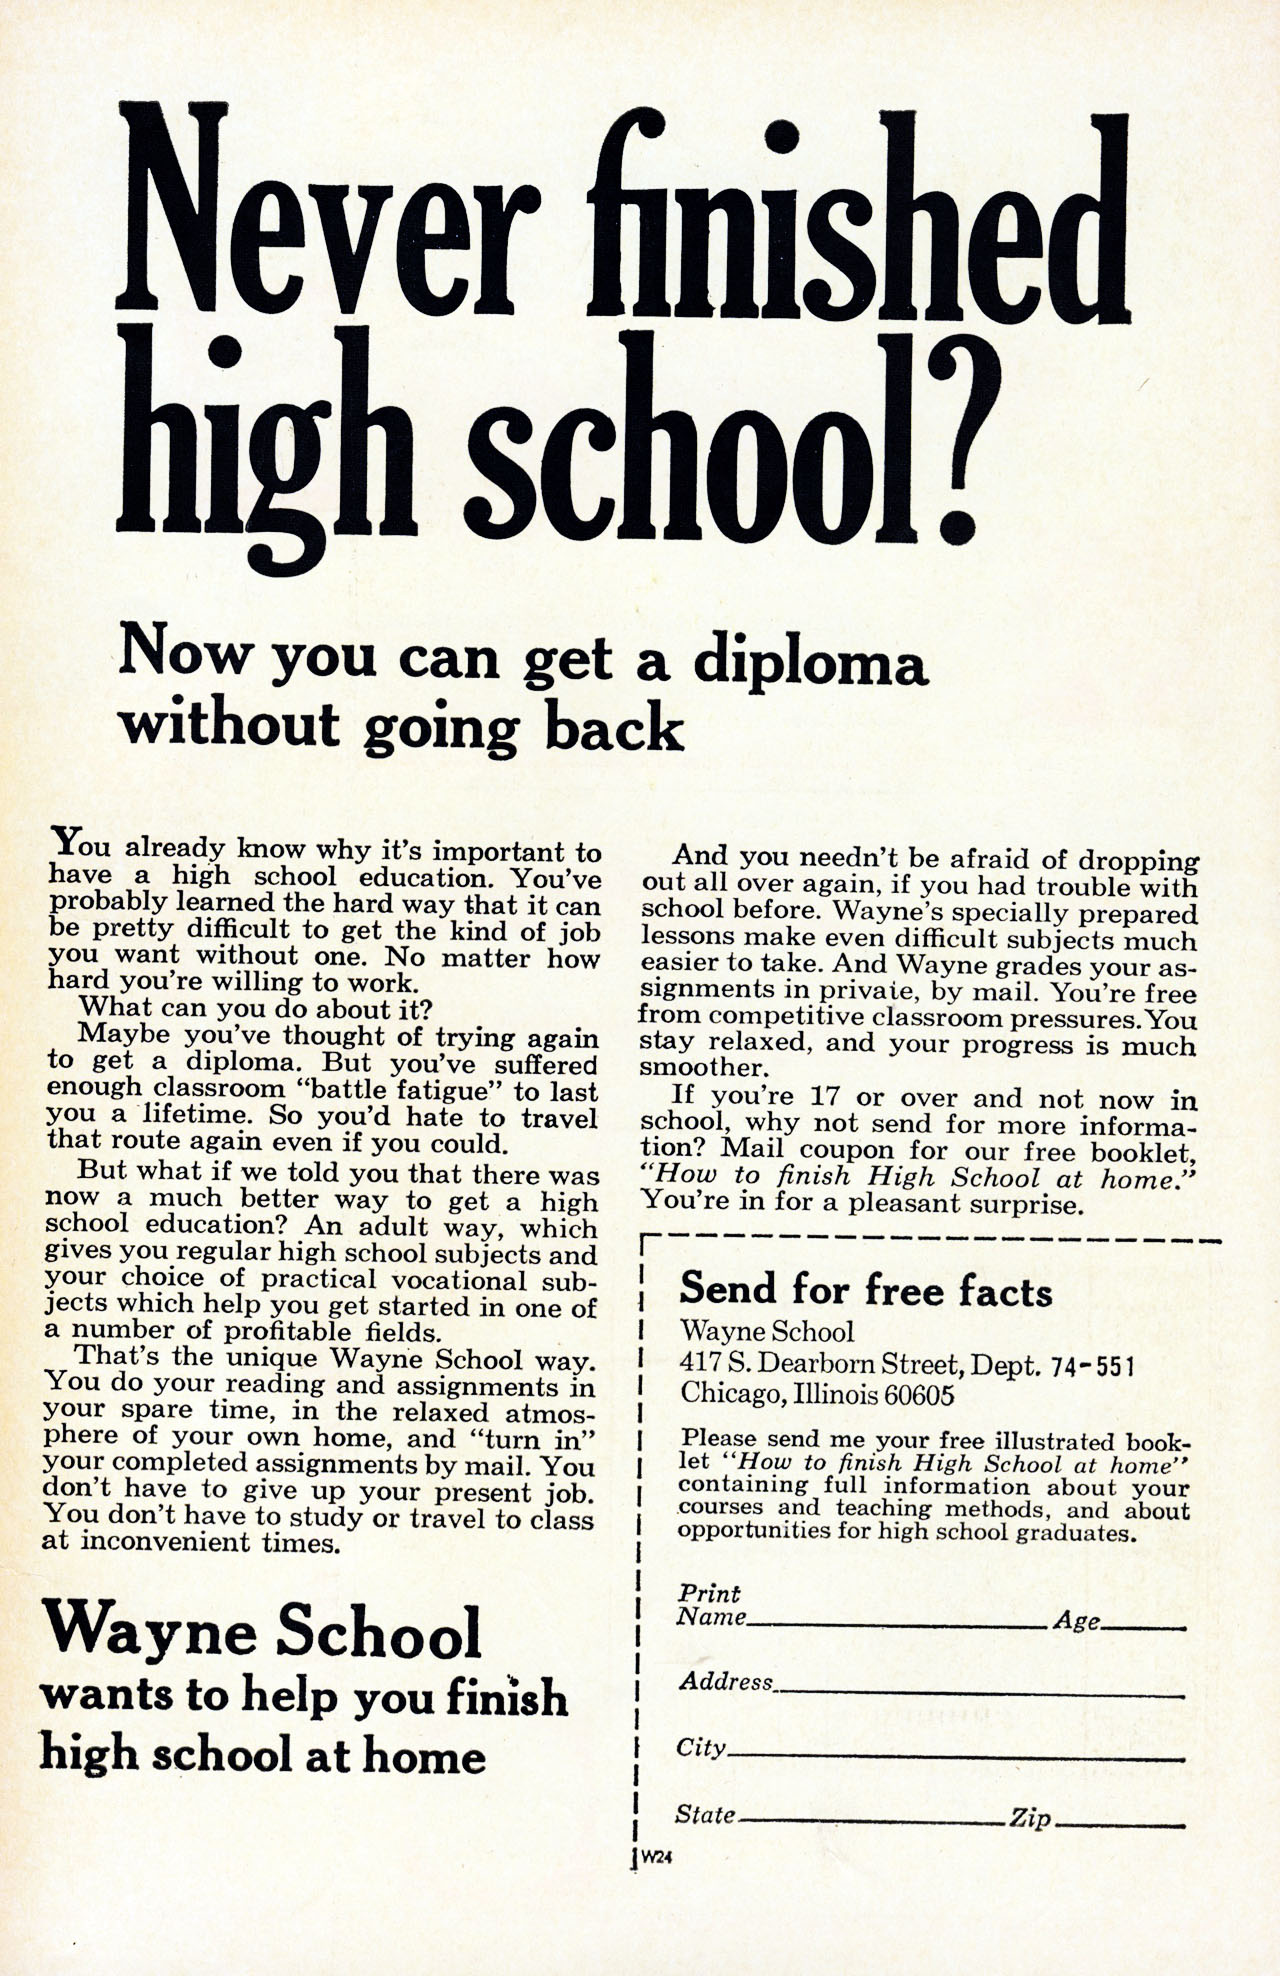 Never finished
high school?
Now you can get a diploma
without going back
You already know why it's important to
have a high school education. You've
probably learned the hard way that it can
be pretty difficult to get the kind of job
you want without one. No matter how
hard you're willing to work.
What can you do about it?
Maybe you've thought of trying again
to get a diploma. But you've suffered
enough classroom "battle fatigue" to last
you a lifetime. So you'd hate to travel
that route again even if you could.
But what if we told you that there was
now a much better way to get a high
school education? An adult way, which
gives you regular high school subjects and
your choice of practical vocational sub-
jects which help you get started in one of
a number of profitable fields.
That's the unique Wayne School way.
You do your reading and assignments in
your spare time, in the relaxed atmos-
phere of your own home, and "turn in"
your completed assignments by mail. You
don't have to give up your present job.
You don't have to study or travel to class
at inconvenient times.
Wayne School
wants to help you finish
high school at home
And you needn't be afraid of dropping
out all over again, if you had trouble with
school before. Wayne's specially prepared
lessons make even difficult subjects much
easier to take. And Wayne grades your as-
signments in private, by mail. You're free
from competitive classroom pressures. You
stay relaxed, and your progress is much
smoother.
If you're 17 or over and not now in
school, why not send for more informa-
tion? Mail coupon for our free booklet,
"How to finish High School at home."
You're in for a pleasant surprise.
Send for free facts
Wayne School
417 S. Dearborn Street, Dept. 74-551
Chicago, Illinois 60605
Please send me your free illustrated book-
let "How to finish High School at home"
containing full information about your
courses and teaching methods, and about
opportunities for high school graduates.
Print
Name Age
Address
City
State Zip
W24